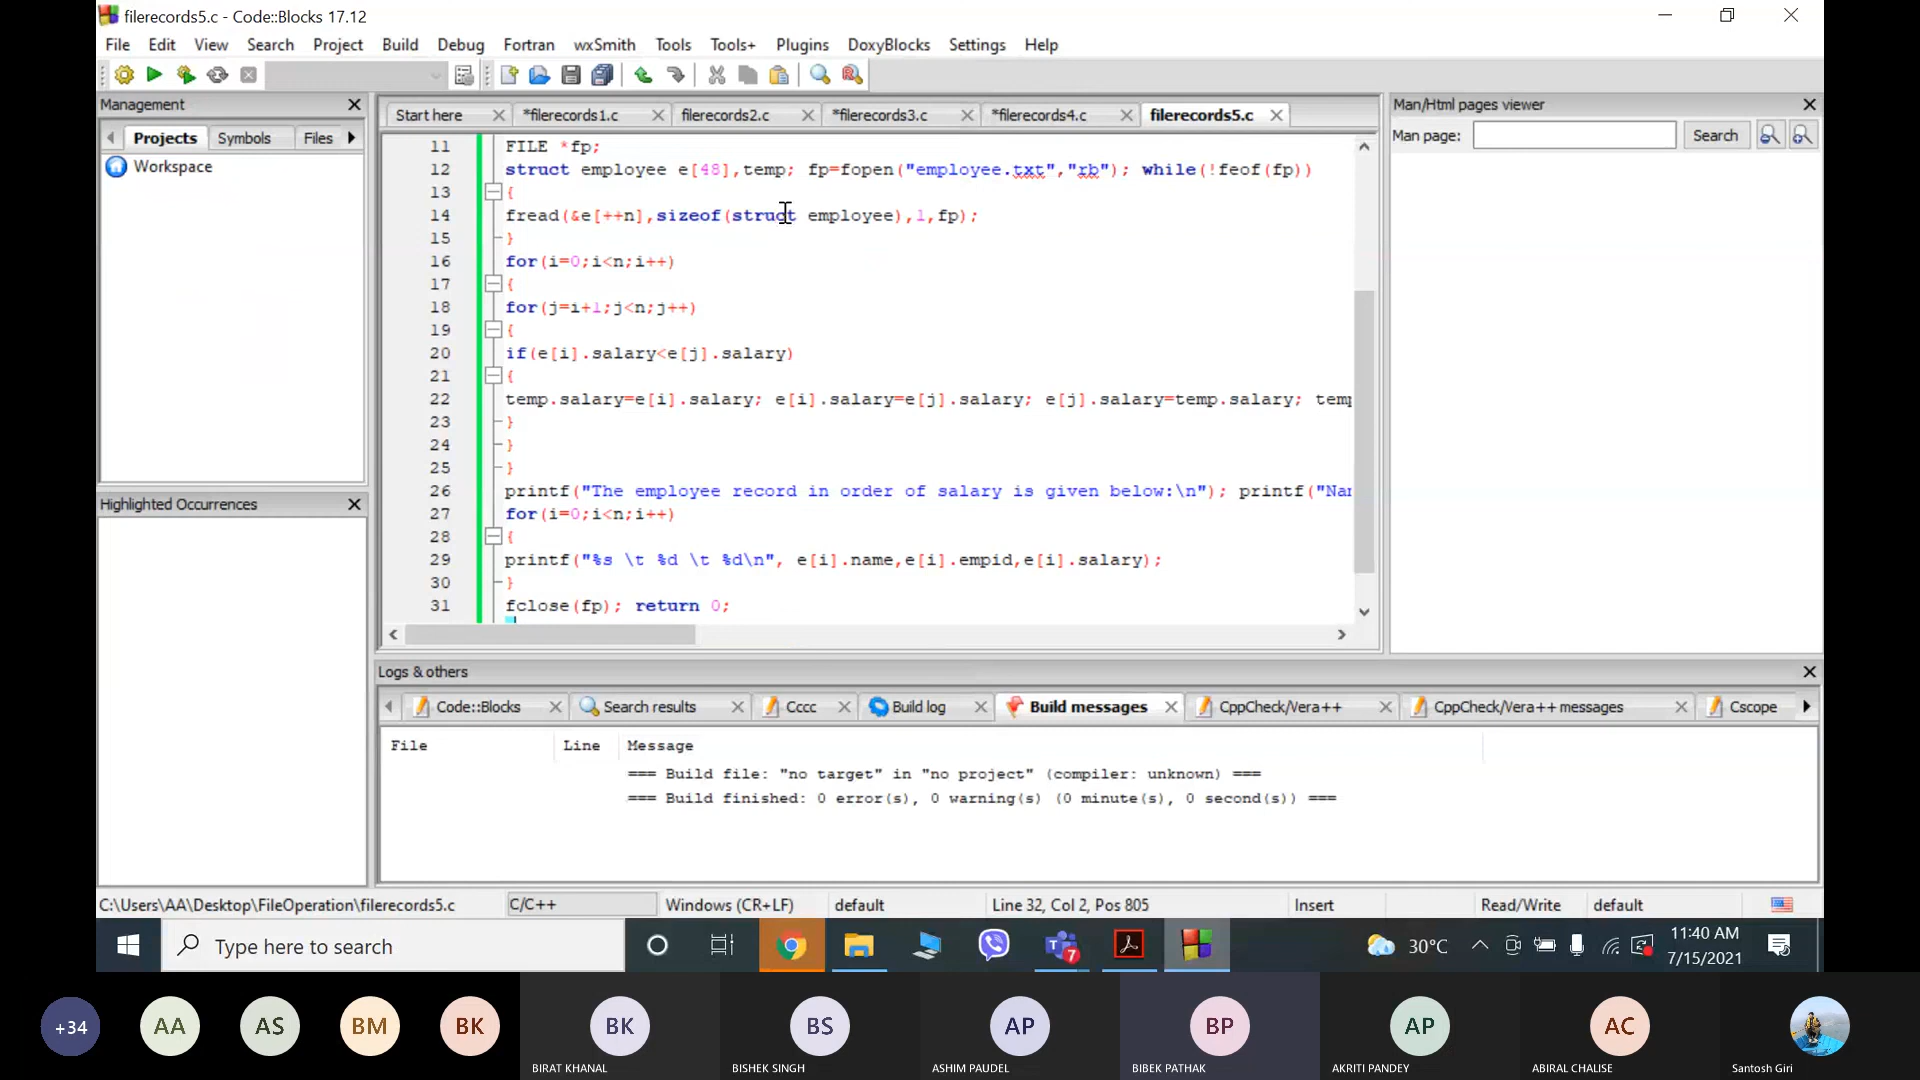 filerecords5.c - Code::Blocks 17.12
File Edit View Search Project Build Debug Fortran wxSmith Tools Tools+ Plugins DoxyBlocks Settings Help
Management
Projects Symbols Files
Workspace
Highlighted Occurrences
Start here *filerecords1.c filerecords2.c *filerecords3.c *filerecords4.c filerecords5.c
11 FILE *fp;
12 struct employee e[48],temp; fp=fopen("employee.txt","rb"); while(!feof(fp))
13 {
14 fread(&e[++n],sizeof(struct employee),1,fp);
15 }
16 for(i=0;i<n;i++)
17 {
18 for(j=i+1;j<n;j++)
19 {
20 if(e[i].salary<e[j].salary)
21 {
22 temp.salary=e[i].salary; e[i].salary=e[j].salary; e[j].salary=temp.salary; temp
23 }
24 }
25 }
26 printf("The employee record in order of salary is given below:\n"); printf("Nam
27 for(i=0;i<n;i++)
28 {
29 printf("%s \t %d \t %d\n", e[i].name,e[i].empid,e[i].salary);
30 }
31 fclose(fp); return 0;
Man/Html pages viewer
Man page: Search
Logs & others
Code::Blocks Search results Cccc Build log Build messages CppCheck/Vera++ CppCheck/Vera++ messages Cscope
File Line Message
=== Build file: "no target" in "no project" (compiler: unknown) ===
=== Build finished: 0 error(s), 0 warning(s) (0 minute(s), 0 second(s)) ===
C:\Users\AA\Desktop\FileOperation\filerecords5.c C/C++ Windows (CR+LF) default Line 32, Col 2, Pos 805 Insert Read/Write default
Type here to search
7
30°C
11:40 AM
7/15/2021
+34 AA AS BM BK BK BS AP BP AP AC
BIRAT KHANAL BISHEK SINGH ASHIM PAUDEL BIBEK PATHAK AKRITI PANDEY ABIRAL CHALISE Santosh Giri